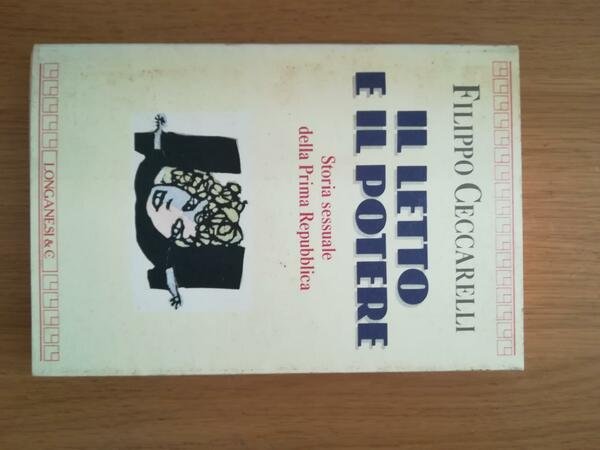 FILIPPO CECCARELLI
IL LETTO
E IL POTERE
Storia sessuale
della Prima Repubblica
LONGANESI & C.